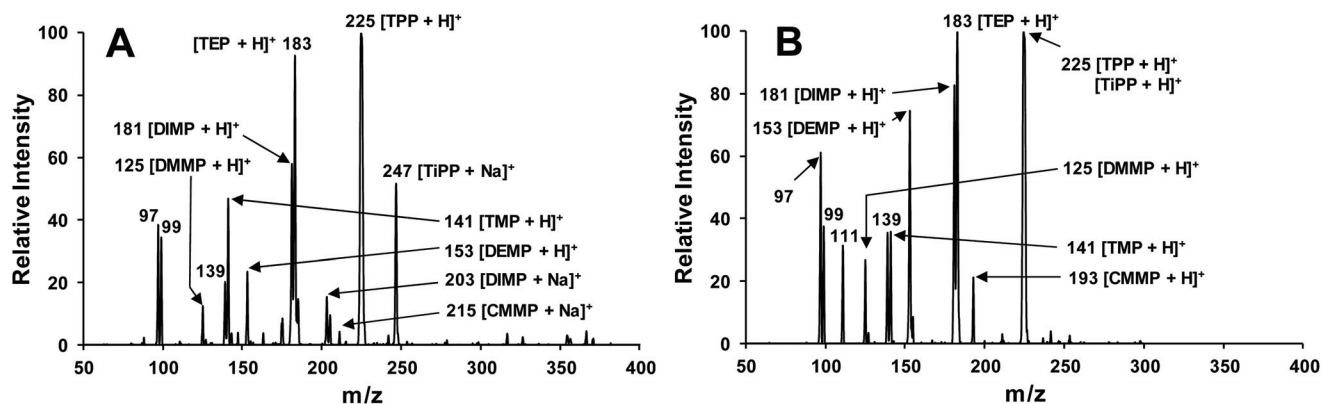 A
225 [TPP + H]⁺
[TEP + H]⁺ 183
181 [DIMP + H]⁺
125 [DMMP + H]⁺
247 [TiPP + Na]⁺
97
99
139
141 [TMP + H]⁺
153 [DEMP + H]⁺
203 [DIMP + Na]⁺
215 [CMMP + Na]⁺
Relative Intensity
100
80
60
40
20
0
50 100 150 200 250 300 350 400
m/z
B
183 [TEP + H]⁺
225 [TPP + H]⁺
[TiPP + H]⁺
181 [DIMP + H]⁺
153 [DEMP + H]⁺
125 [DMMP + H]⁺
97
99
111
139
141 [TMP + H]⁺
193 [CMMP + H]⁺
Relative Intensity
100
80
60
40
20
0
50 100 150 200 250 300 350 400
m/z